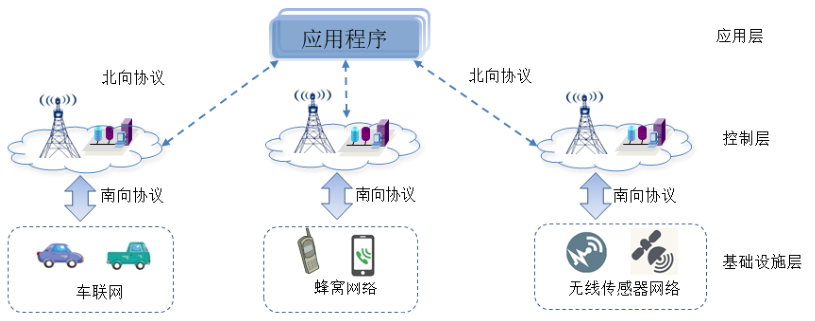 应用程序
应用层
北向协议
北向协议
控制层
南向协议
南向协议
南向协议
车联网
蜂窝网络
无线传感器网络
基础设施层